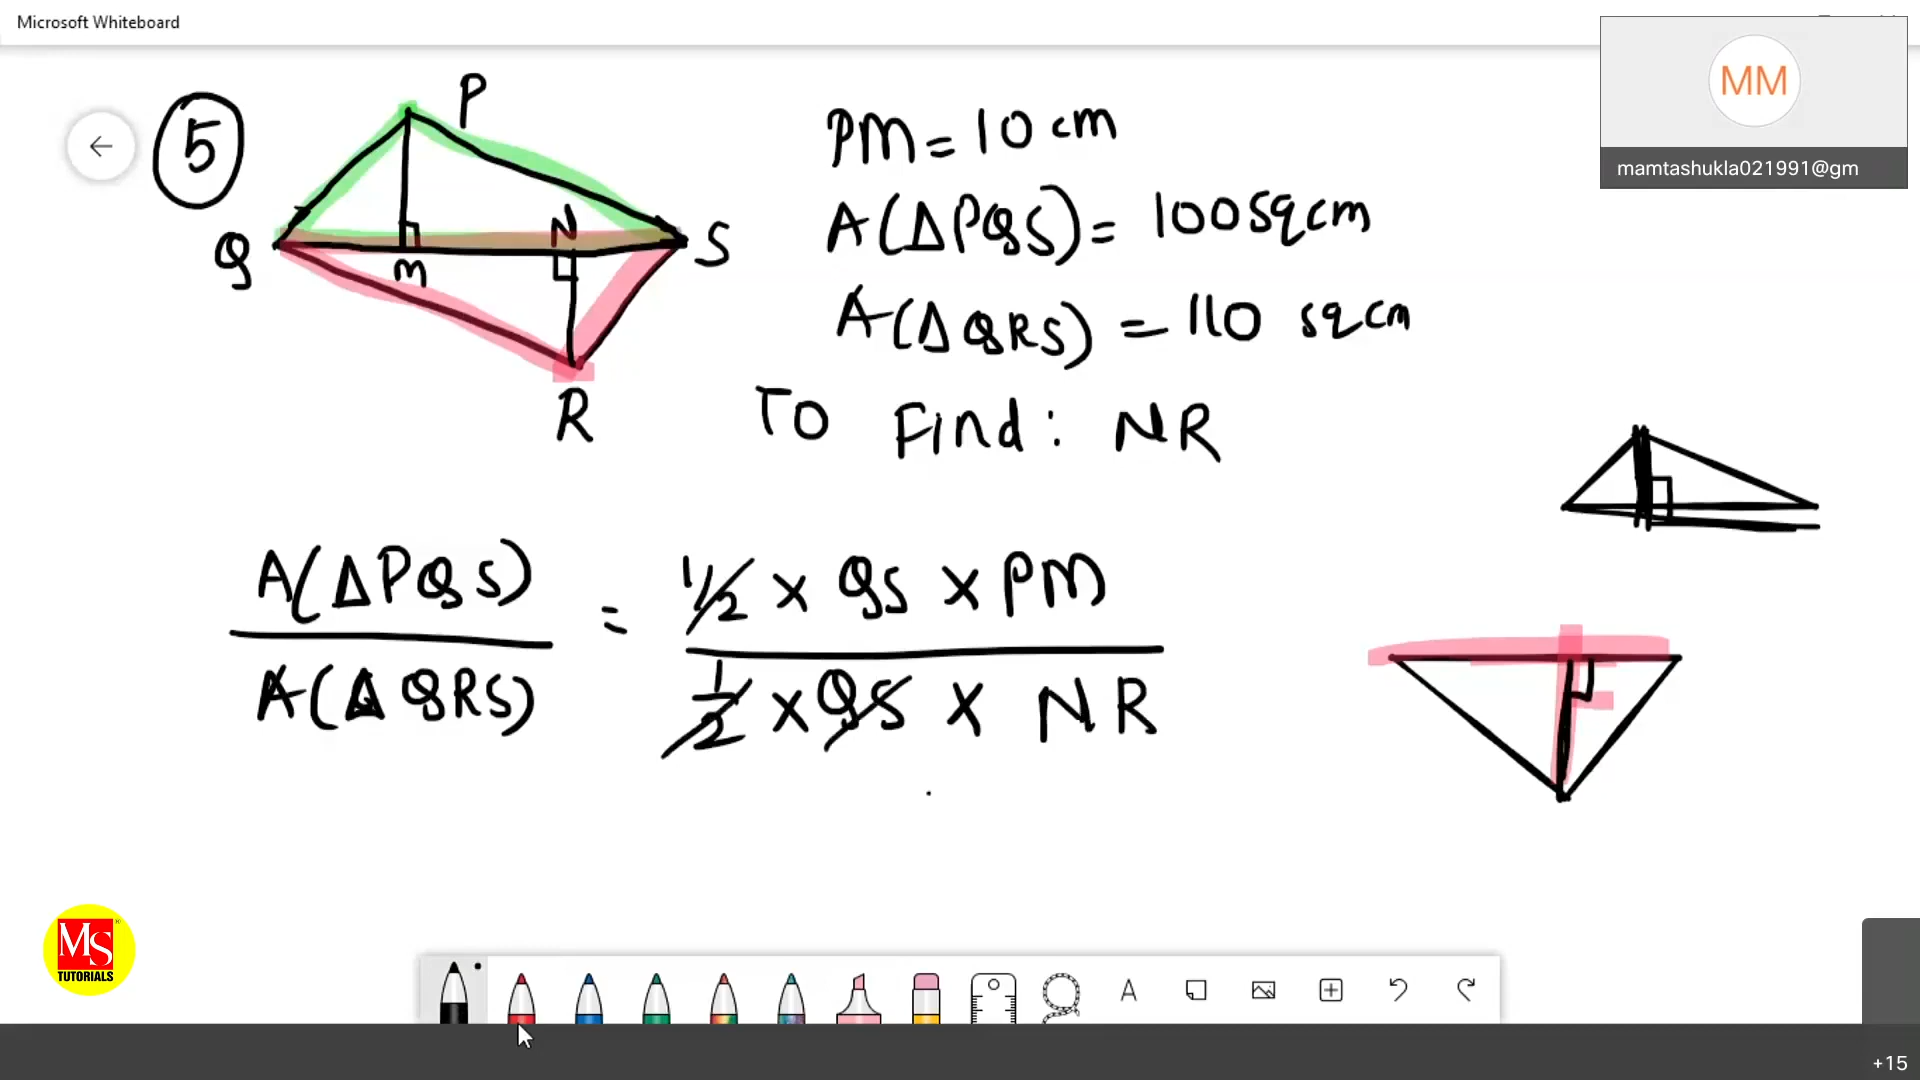 Microsoft Whiteboard
MM
mamtashukla021991@gm
5
P
Q
M
N
S
R
PM = 10 cm
A(ΔPQS) = 100 sq cm
A(ΔQRS) = 110 sq cm
TO Find: NR
A(ΔPQS) = 1/2 × QS × PM
A(ΔQRS) 1/2 × QS × NR
MS
TUTORIALS
A
+15